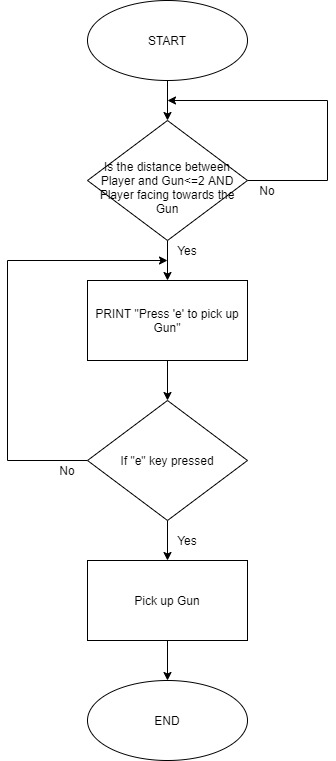 START
Is the distance between
Player and Gun<=2 AND
Player facing towards the
Gun
No
Yes
PRINT "Press 'e' to pick up
Gun"
If "e" key pressed
No
Yes
Pick up Gun
END